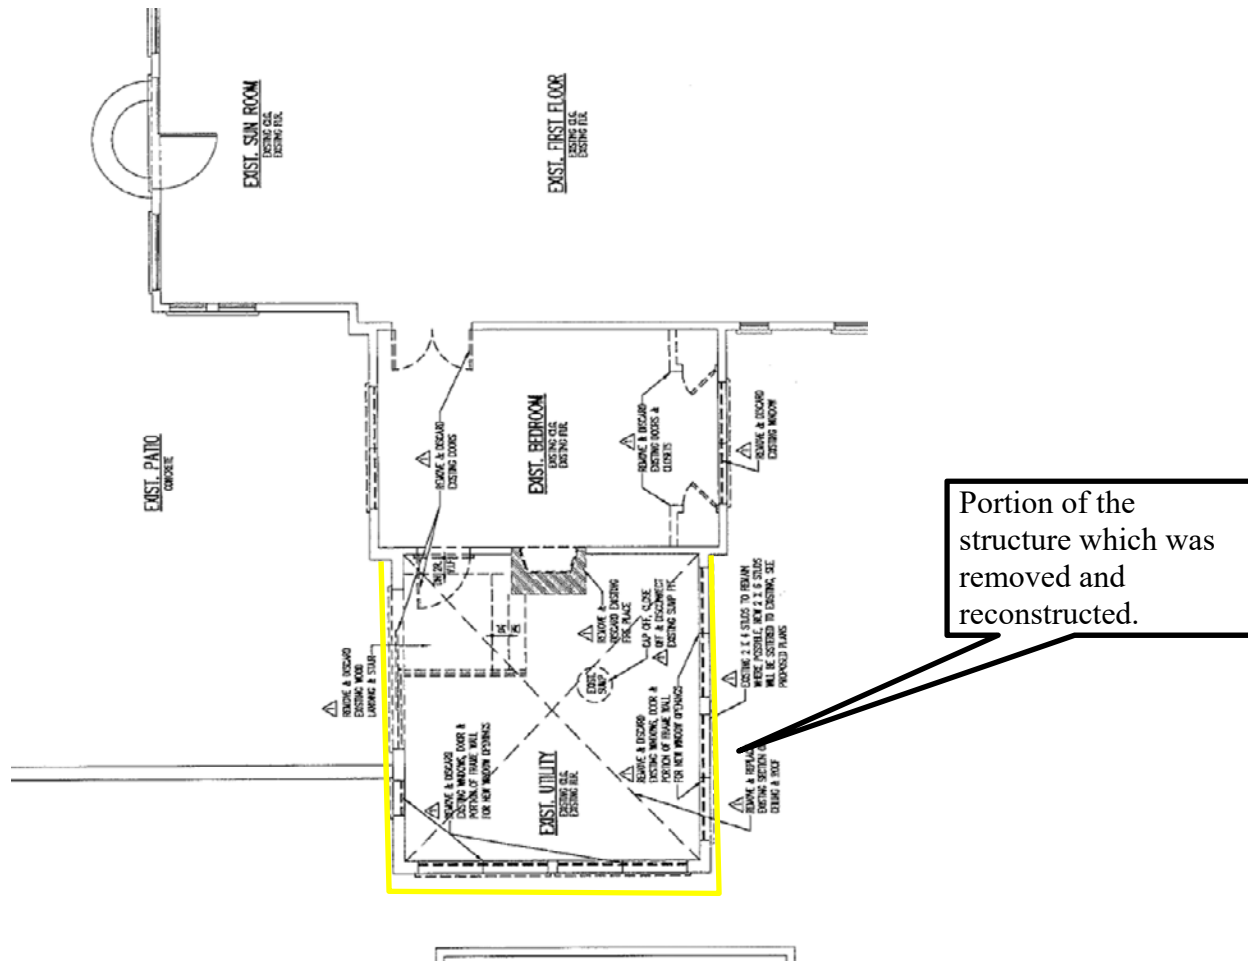 EXIST. SUN ROOM
EXISTING CLG.
EXISTING FLR.
EXIST. FIRST FLOOR
EXISTING CLG.
EXISTING FLR.
EXIST. PATIO
CONCRETE
REMOVE & DISCARD
EXISTING DOORS
EXIST. BEDROOM
EXISTING CLG.
EXISTING FLR.
REMOVE & DISCARD
EXISTING DOORS &
CLOSETS
REMOVE & DISCARD
EXISTING WINDOW
Portion of the
structure which was
removed and
reconstructed.
REMOVE & DISCARD
EXISTING WOOD
LANDING & STAIR
REMOVE &
DISCARD EXISTING
FIRE PLACE
CAP OFF, CLOSE
OFF & DISCONNECT
EXISTING SUMP PIT.
EXIST.
SUMP
EXISTING 2 X 4 STUDS TO REMAIN
WHERE POSSIBLE, NEW 2 X 6 STUDS
WILL BE SISTERED TO EXISTING, SEE
PROPOSED PLANS
REMOVE & DISCARD
EXISTING WINDOWS, DOOR &
PORTION OF FRAME WALL
FOR NEW WINDOW OPENINGS
EXIST. UTILITY
EXISTING CLG.
EXISTING FLR.
REMOVE & DISCARD
EXISTING WINDOWS, DOOR &
PORTION OF FRAME WALL
FOR NEW WINDOW OPENINGS
REMOVE & REPLAC
EXISTING SECTION O
CEILING & ROOF